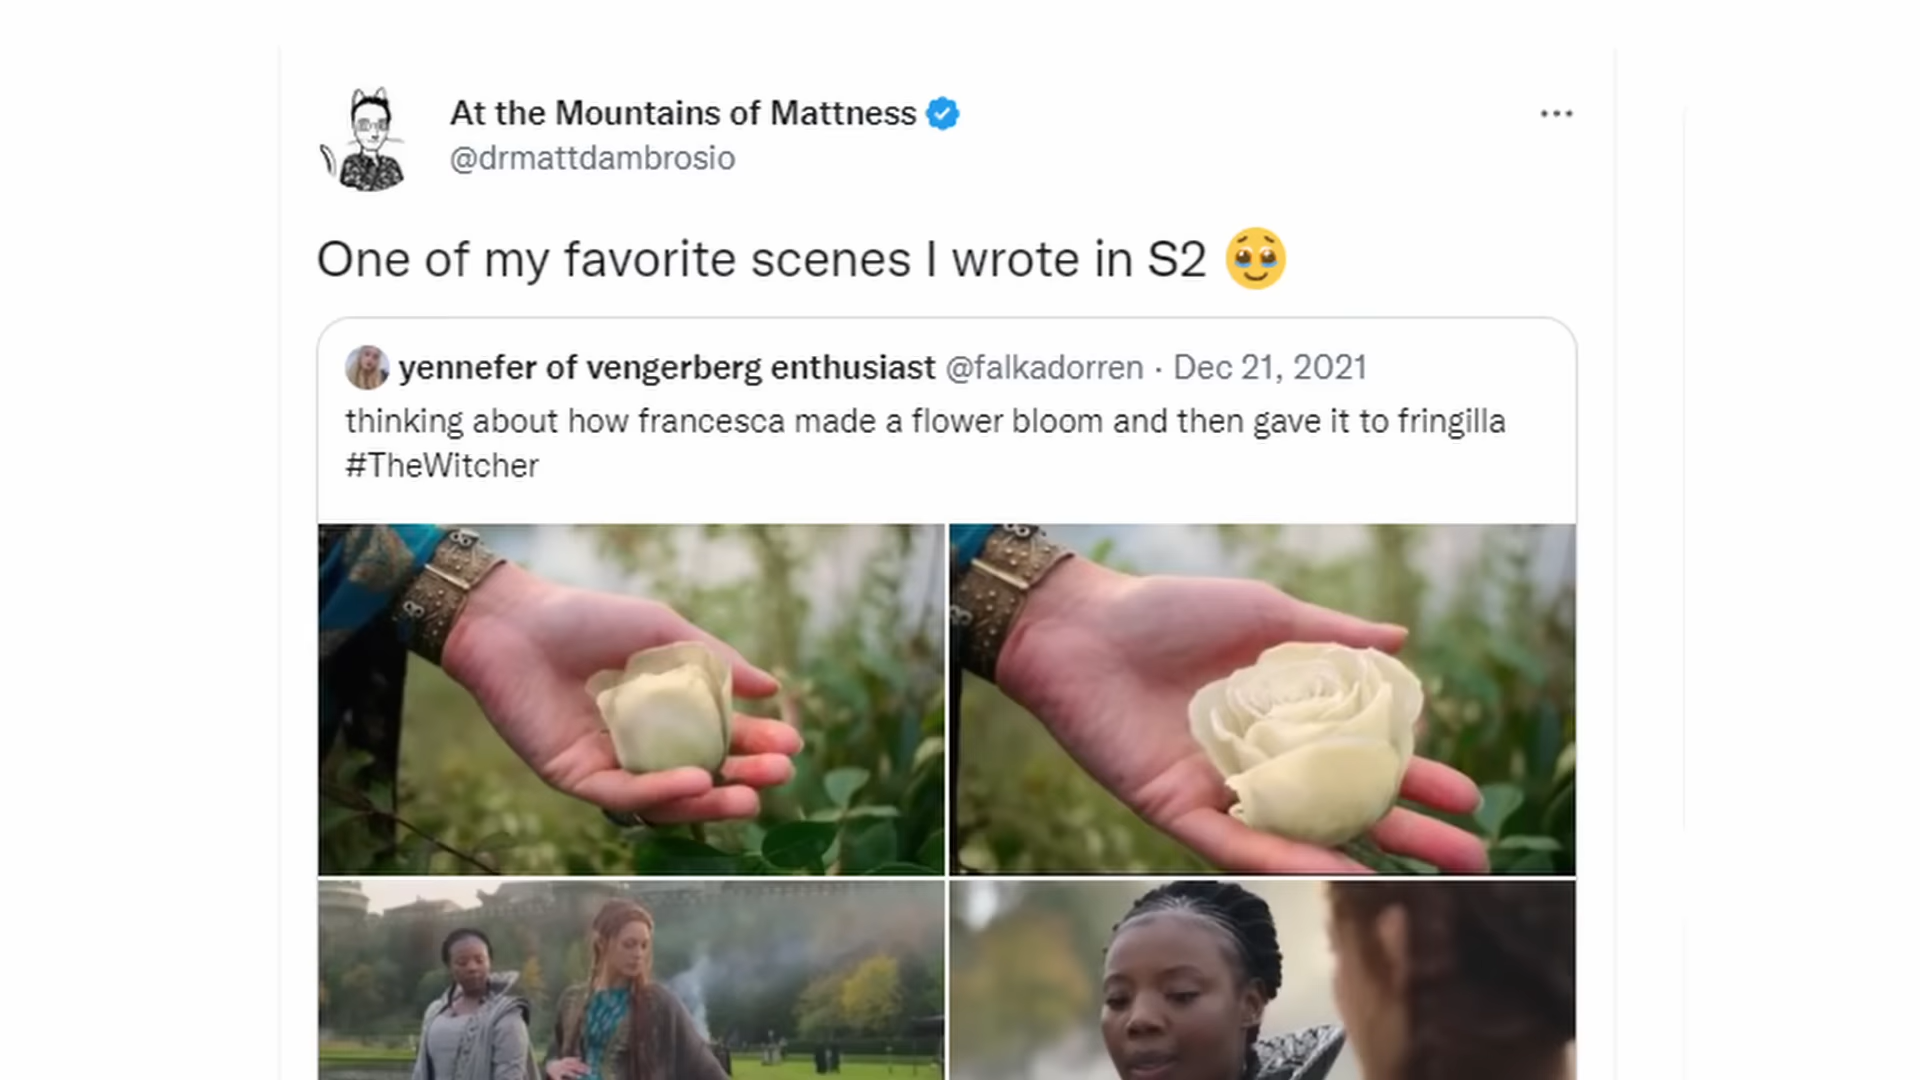 At the Mountains of Mattness
@drmattdambrosio
One of my favorite scenes I wrote in S2 🥹
yennefer of vengerberg enthusiast @falkadorren · Dec 21, 2021
thinking about how francesca made a flower bloom and then gave it to fringilla
#TheWitcher